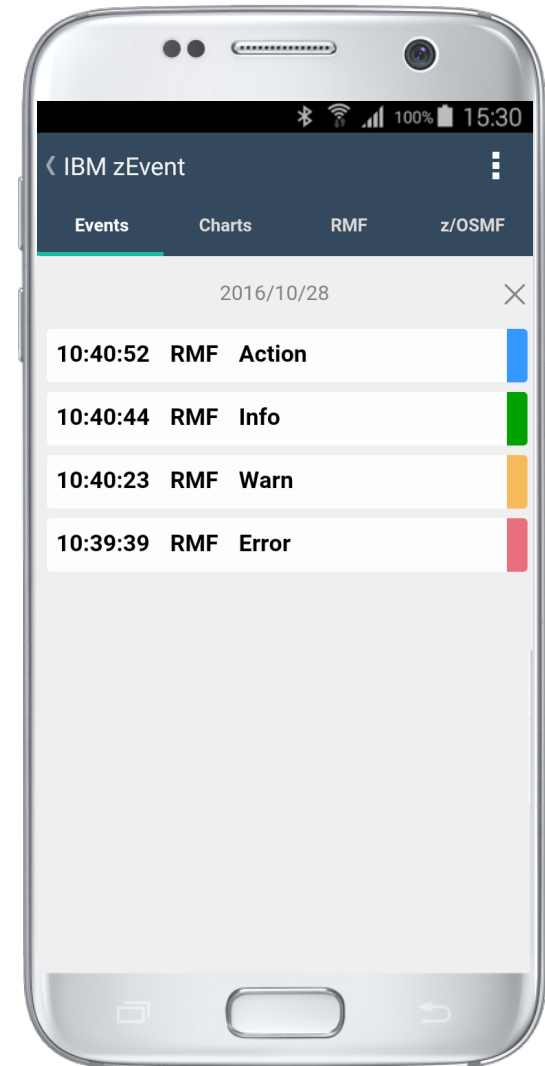 100% 15:30
IBM zEvent
Events Charts RMF z/OSMF
2016/10/28
10:40:52 RMF Action
10:40:44 RMF Info
10:40:23 RMF Warn
10:39:39 RMF Error